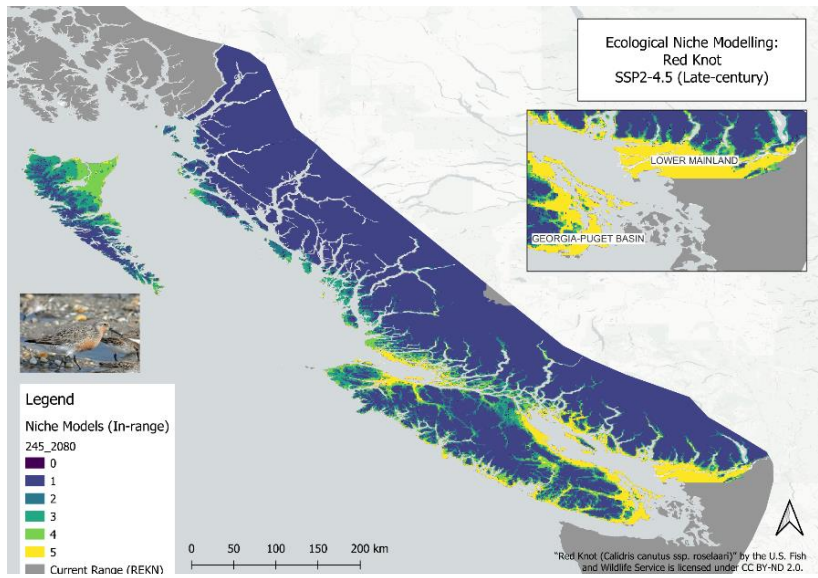 Ecological Niche Modelling:
Red Knot
SSP2-4.5 (Late-century)
LOWER MAINLAND
GEORGIA-PUGET BASIN
Legend
Niche Models (In-range)
245_2080
0
1
2
3
4
5
Current Range (REKN)
0 50 100 150 200 km
"Red Knot (Calidris canutus ssp. roselaari)" by the U.S. Fish
and Wildlife Service is licensed under CC BY-ND 2.0.